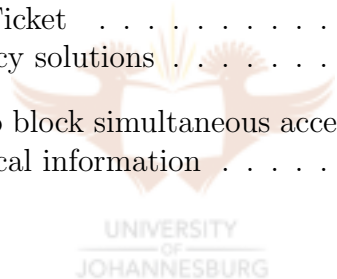 Ticket . . . . . . . . . .
cy solutions . . . . . . .
o block simultaneous acce
cal information . . . . .
UNIVERSITY
OF
JOHANNESBURG